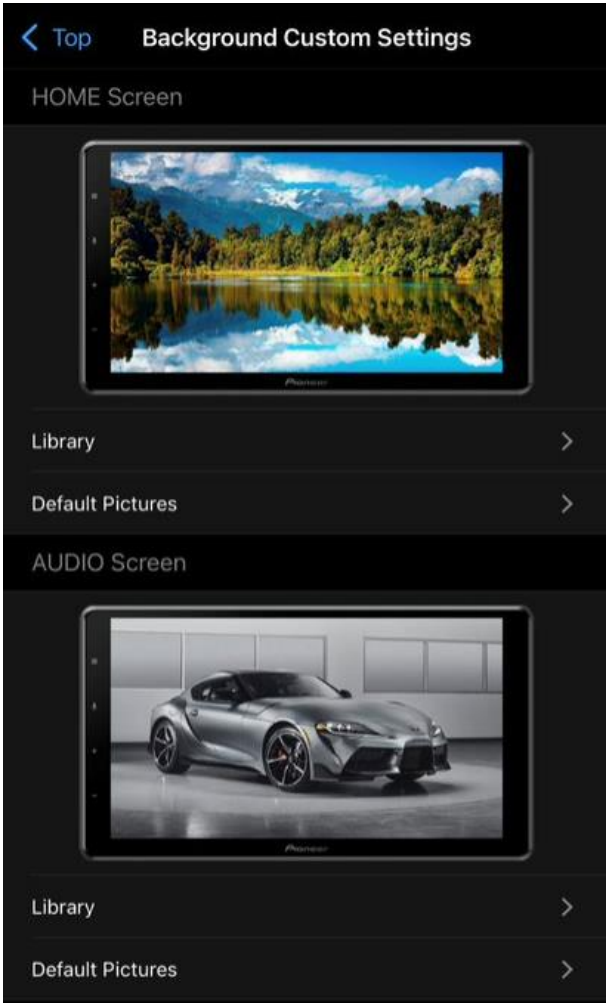 Top
Background Custom Settings
HOME Screen
Pioneer
Library
Default Pictures
AUDIO Screen
Pioneer
Library
Default Pictures